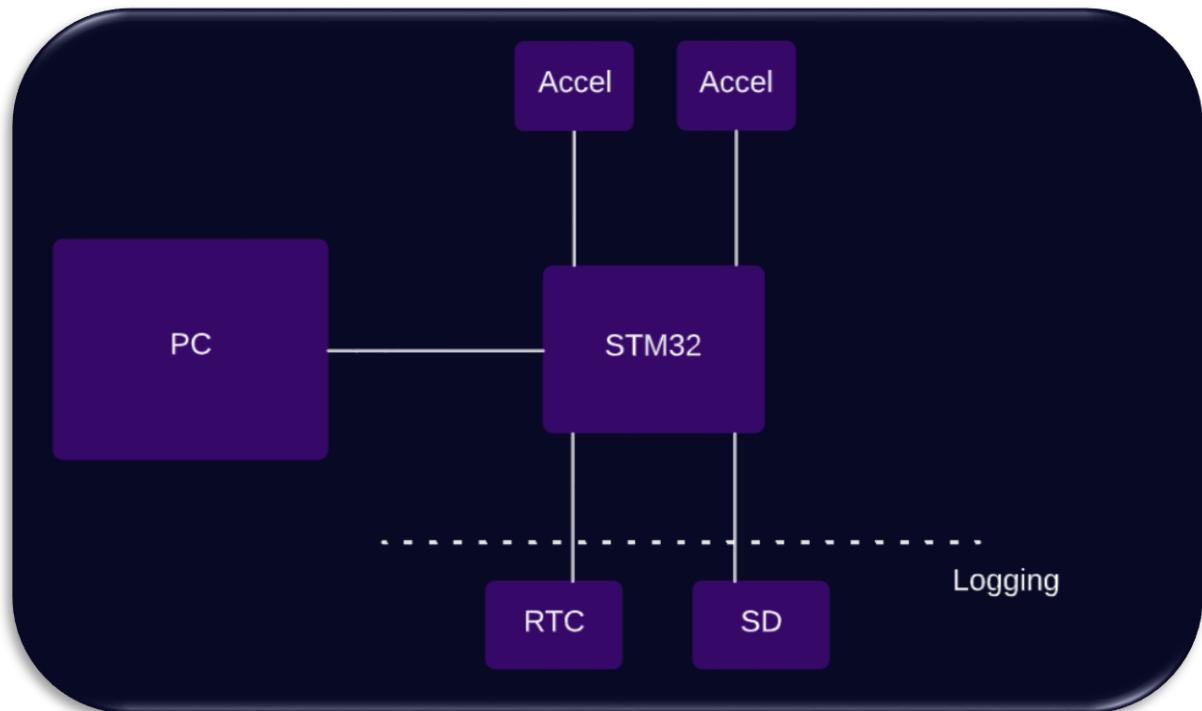 Accel
Accel
PC
STM32
Logging
RTC
SD